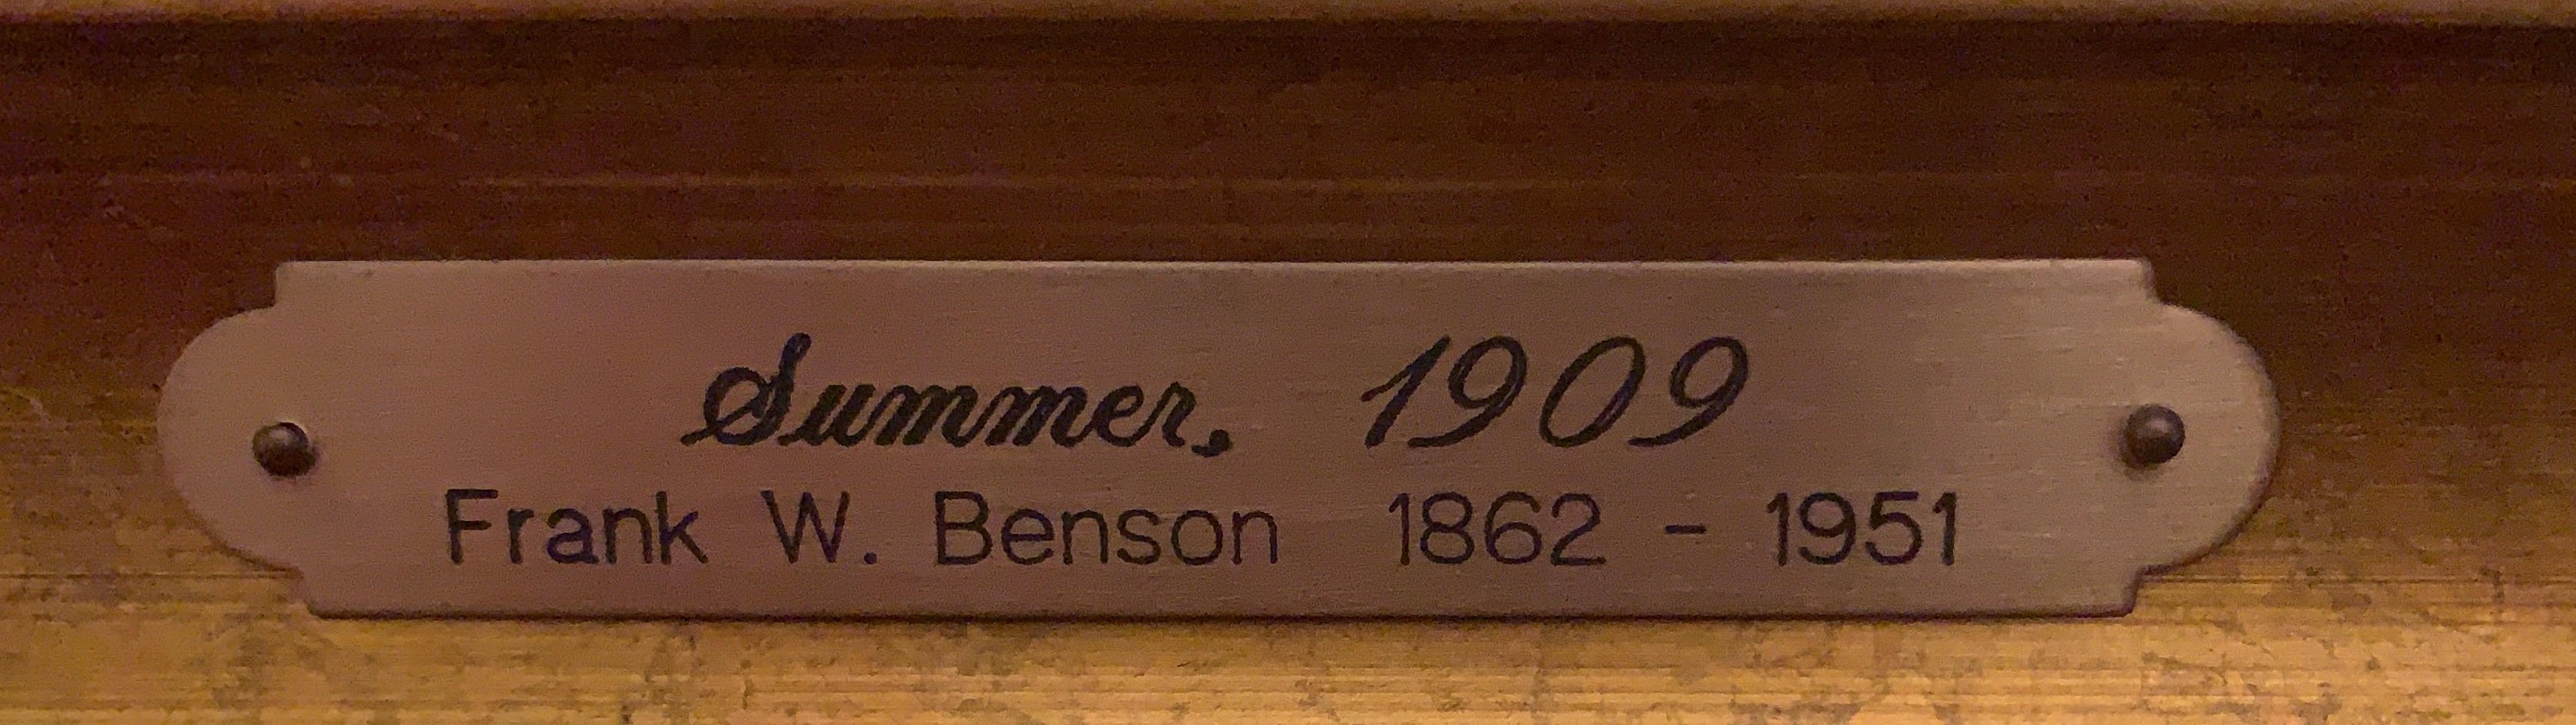 Summer, 1909
Frank W. Benson 1862 - 1951